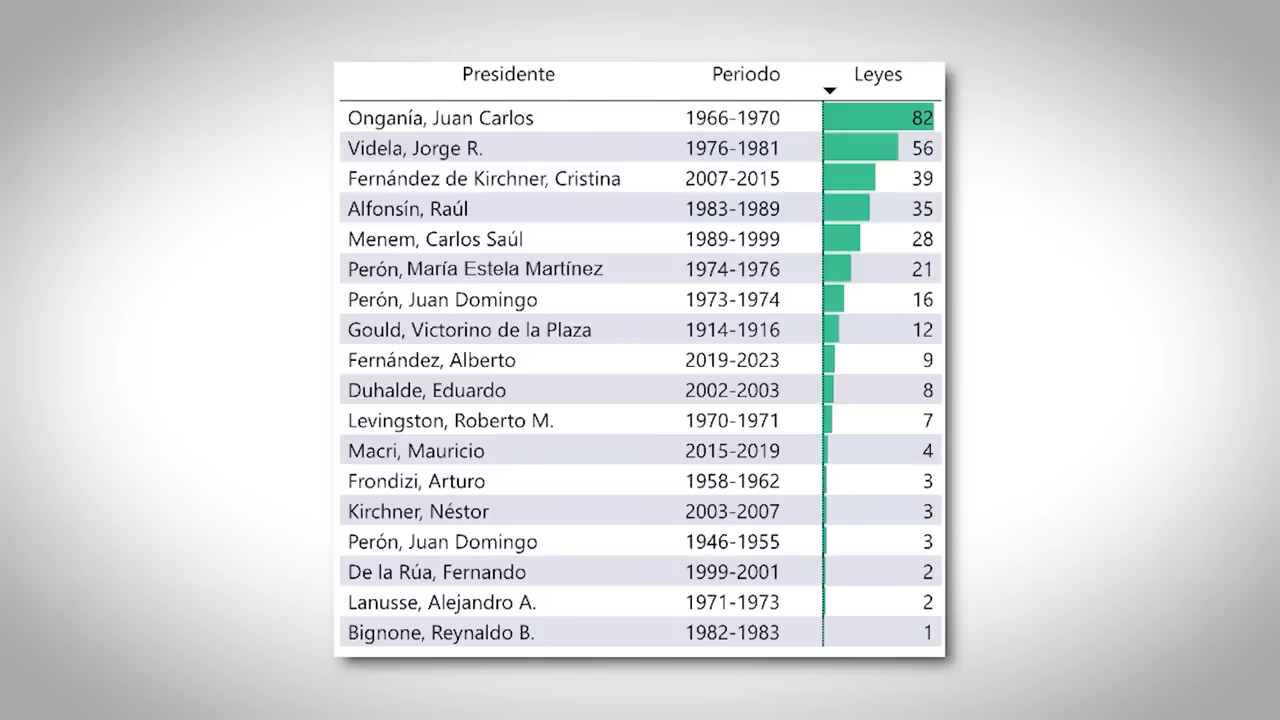 Presidente Periodo Leyes
Onganía, Juan Carlos 1966-1970 82
Videla, Jorge R. 1976-1981 56
Fernández de Kirchner, Cristina 2007-2015 39
Alfonsín, Raúl 1983-1989 35
Menem, Carlos Saúl 1989-1999 28
Perón, María Estela Martínez 1974-1976 21
Perón, Juan Domingo 1973-1974 16
Gould, Victorino de la Plaza 1914-1916 12
Fernández, Alberto 2019-2023 9
Duhalde, Eduardo 2002-2003 8
Levingston, Roberto M. 1970-1971 7
Macri, Mauricio 2015-2019 4
Frondizi, Arturo 1958-1962 3
Kirchner, Néstor 2003-2007 3
Perón, Juan Domingo 1946-1955 3
De la Rúa, Fernando 1999-2001 2
Lanusse, Alejandro A. 1971-1973 2
Bignone, Reynaldo B. 1982-1983 1